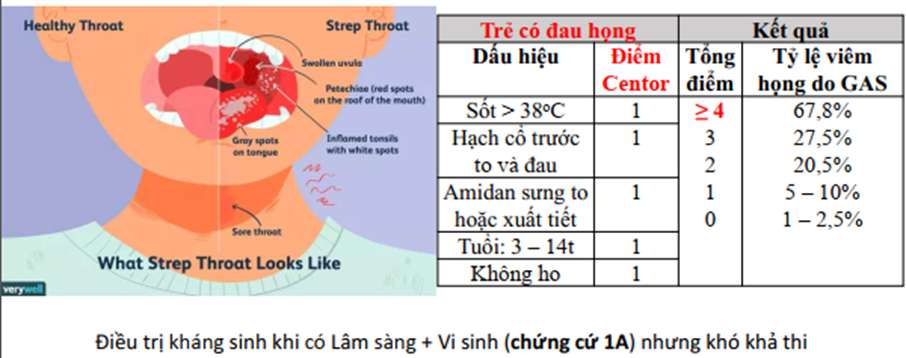 Healthy Throat
Strep Throat
Swollen uvula
Petechiae (red spots
on the roof of the mouth)
Gray spots
on tongue
Inflamed tonsils
with white spots
Sore throat
What Strep Throat Looks Like
verywell
Trẻ có đau họng Kết quả
Dấu hiệu Điểm Tổng Tỷ lệ viêm
Centor điểm họng do GAS
Sốt > 38ºC 1 ≥ 4 67,8%
Hạch cổ trước 1 3 27,5%
to và đau 2 20,5%
Amidan sưng to 1 1 5 – 10%
hoặc xuất tiết 0 1 – 2,5%
Tuổi: 3 – 14t 1
Không ho 1
Điều trị kháng sinh khi có Lâm sàng + Vi sinh (chứng cứ 1A) nhưng khó khả thi